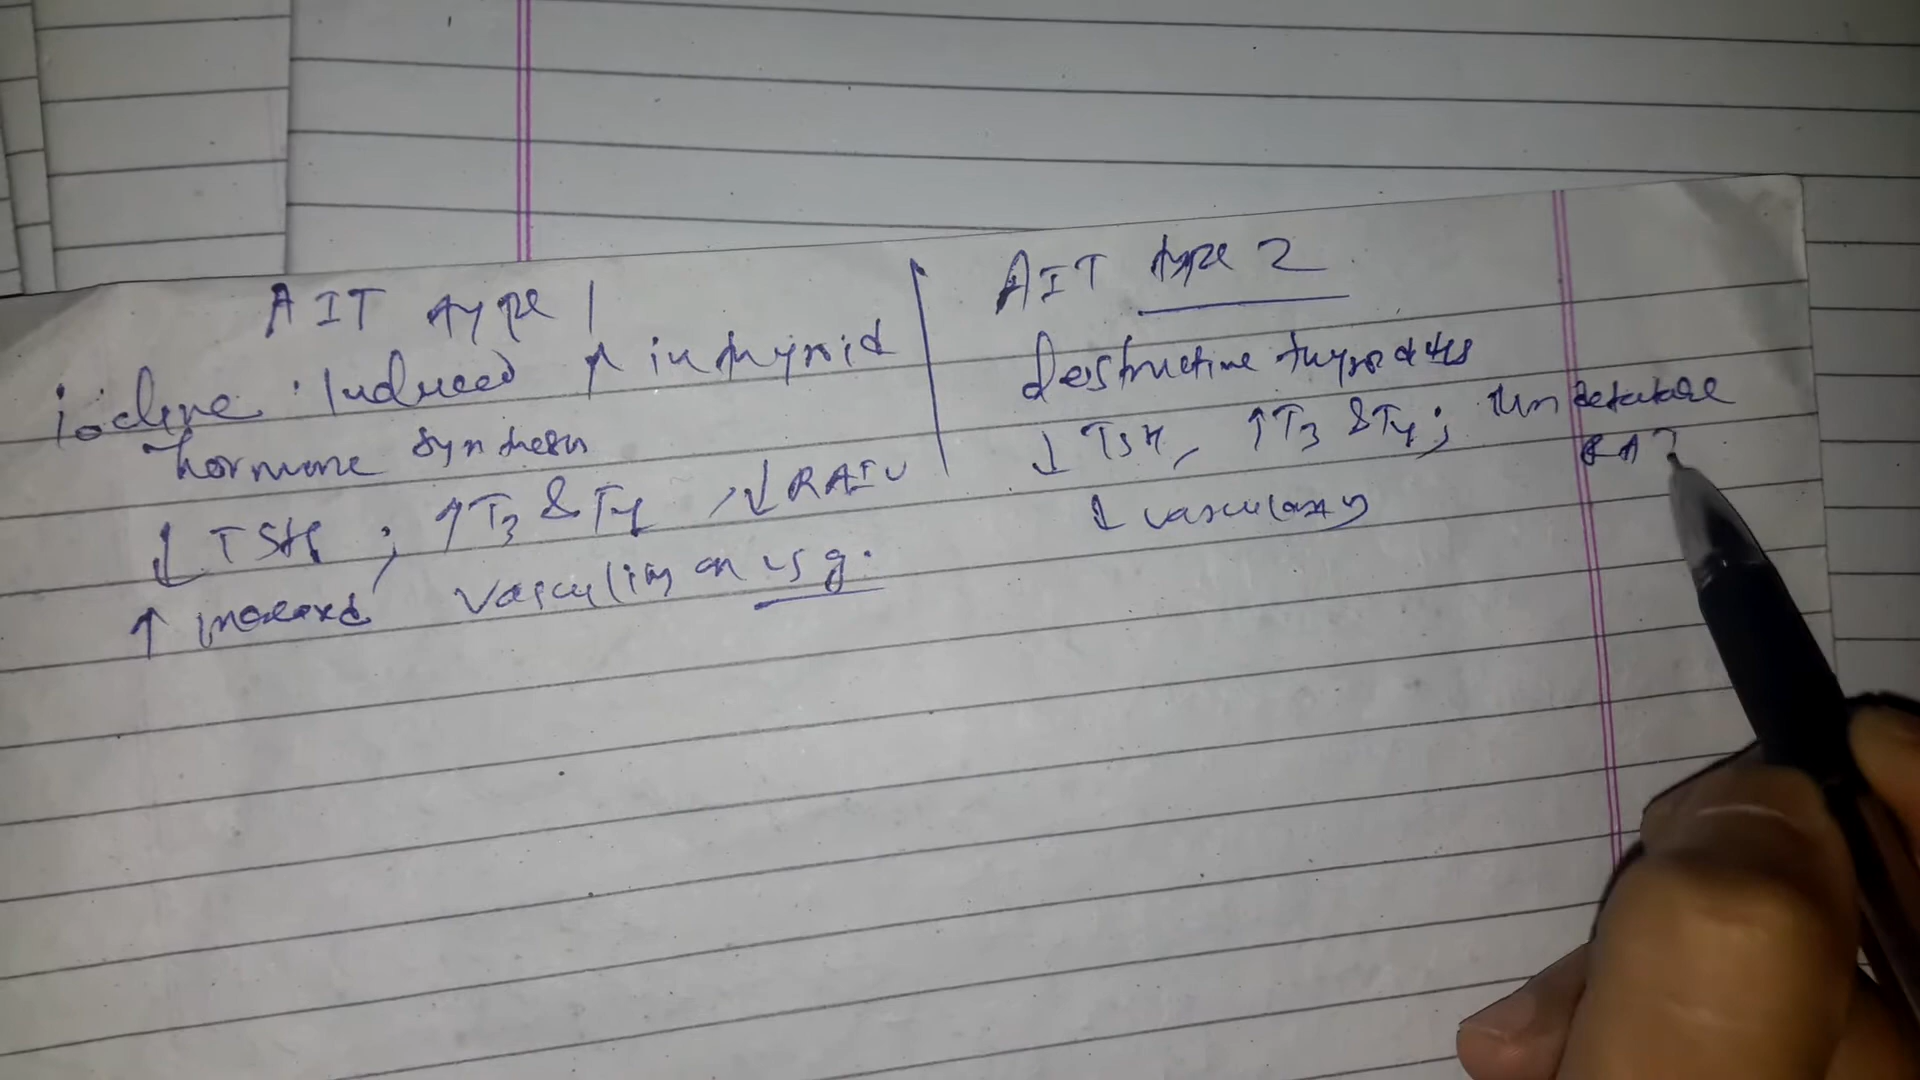 AIT type 1
iodine induced ↑ in thyroid
hormone synthesis
↓ TSH ; ↑T3 & T4 , ↓ RAIU
↑ vascularity on usg.
AIT type 2
destructive thyroiditis
↓ TSH, ↑T3 & T4 ; Undetectable
RAI
↓ vascularity